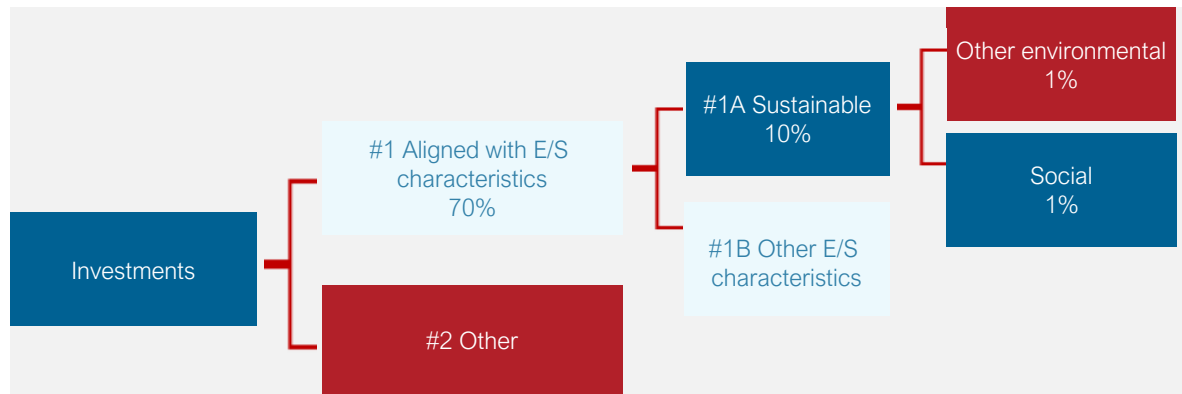 Investments
#1 Aligned with E/S
characteristics
70%
#2 Other
#1A Sustainable
10%
#1B Other E/S
characteristics
Other environmental
1%
Social
1%